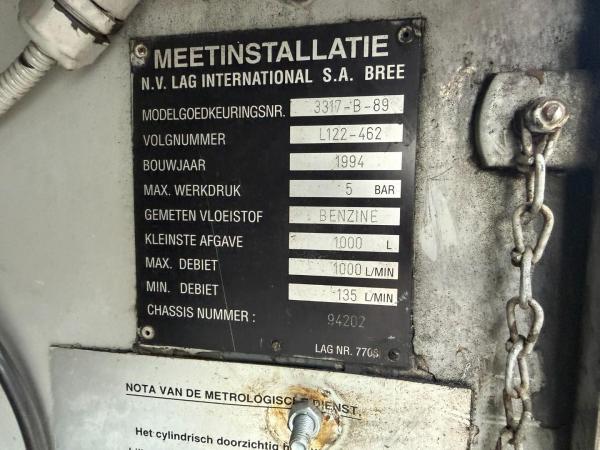 MEETINSTALLATIE
N.V. LAG INTERNATIONAL S.A. BREE
MODELGOEDKEURINGSNR. 3317-B-89
VOLGNUMMER L122-462
BOUWJAAR 1994
MAX. WERKDRUK 5 BAR
GEMETEN VLOEISTOF BENZINE
KLEINSTE AFGAVE 1000 L
MAX. DEBIET 1000 L/MIN
MIN. DEBIET 135 L/MIN.
CHASSIS NUMMER : 94202
LAG NR. 7706
NOTA VAN DE METROLOGISCHE DIENST
Het cylindrisch doorzichtig